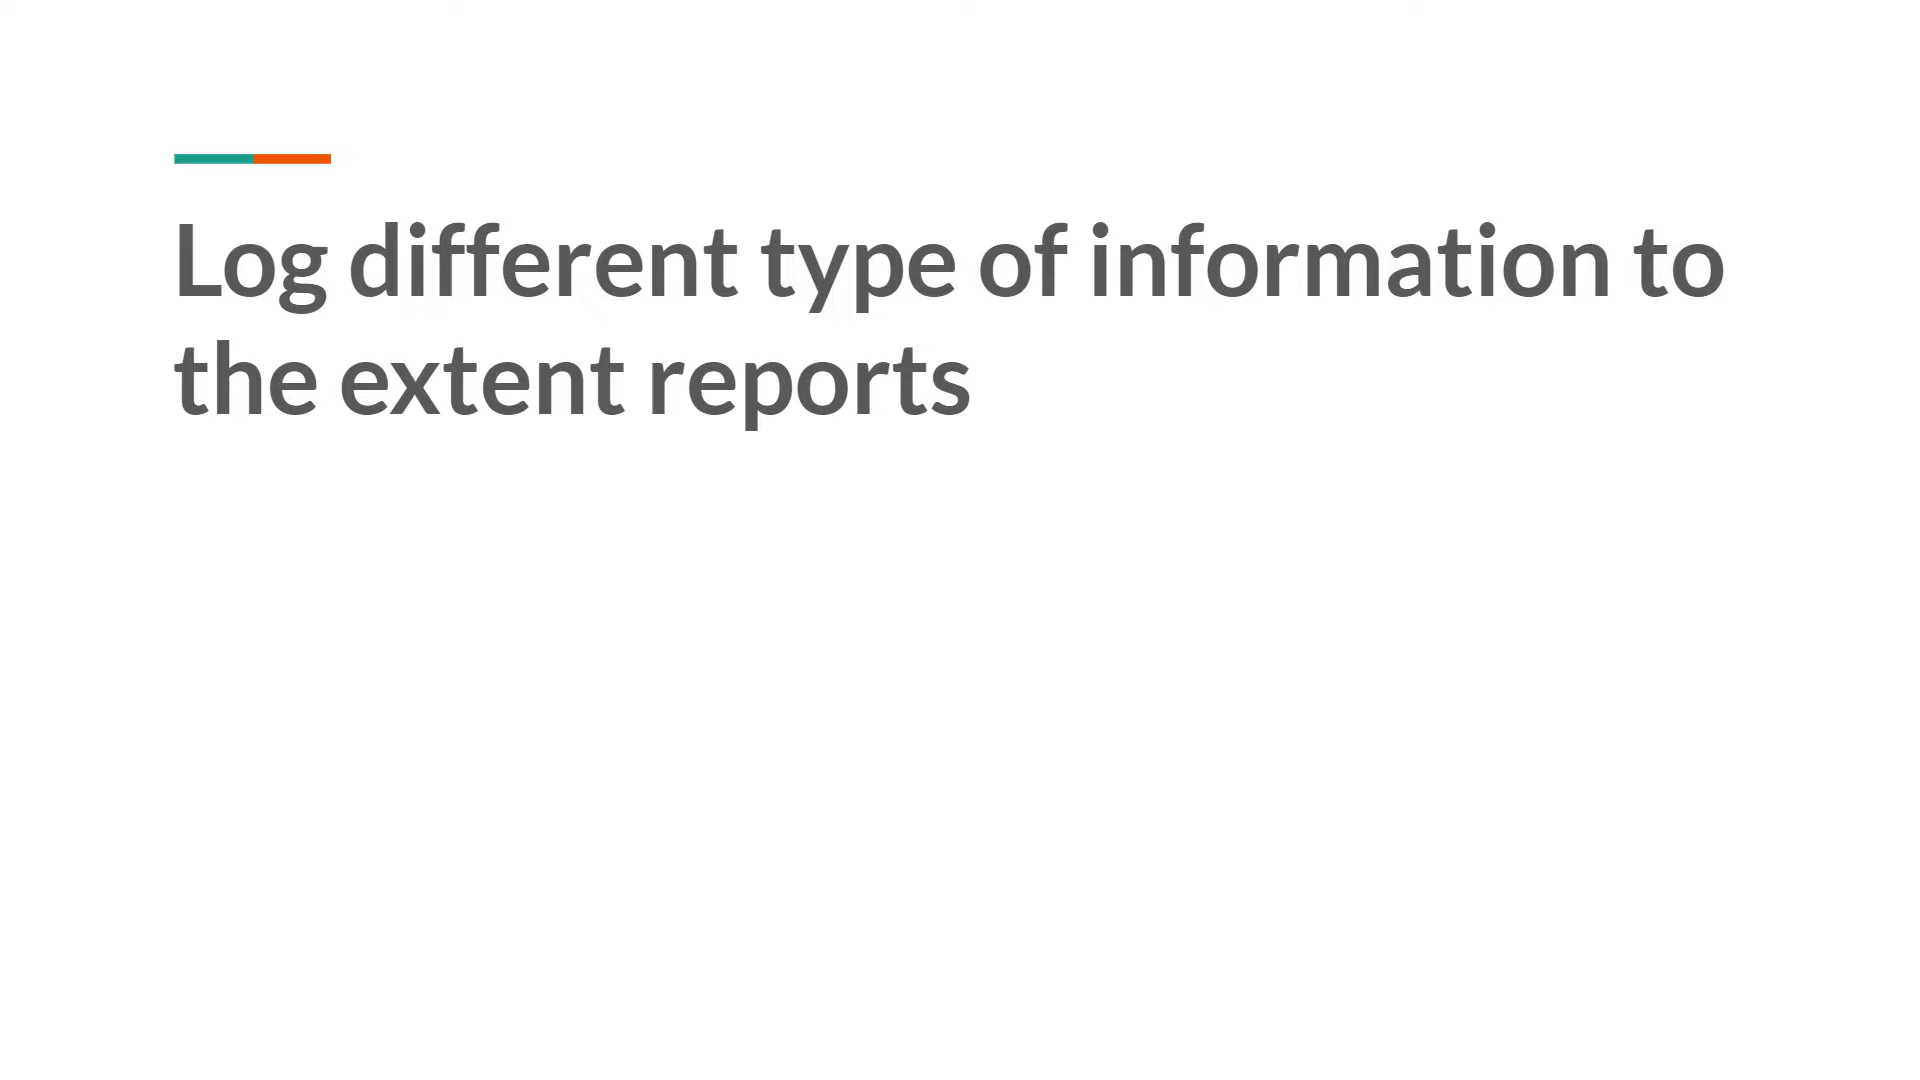 Log different type of information to
the extent reports